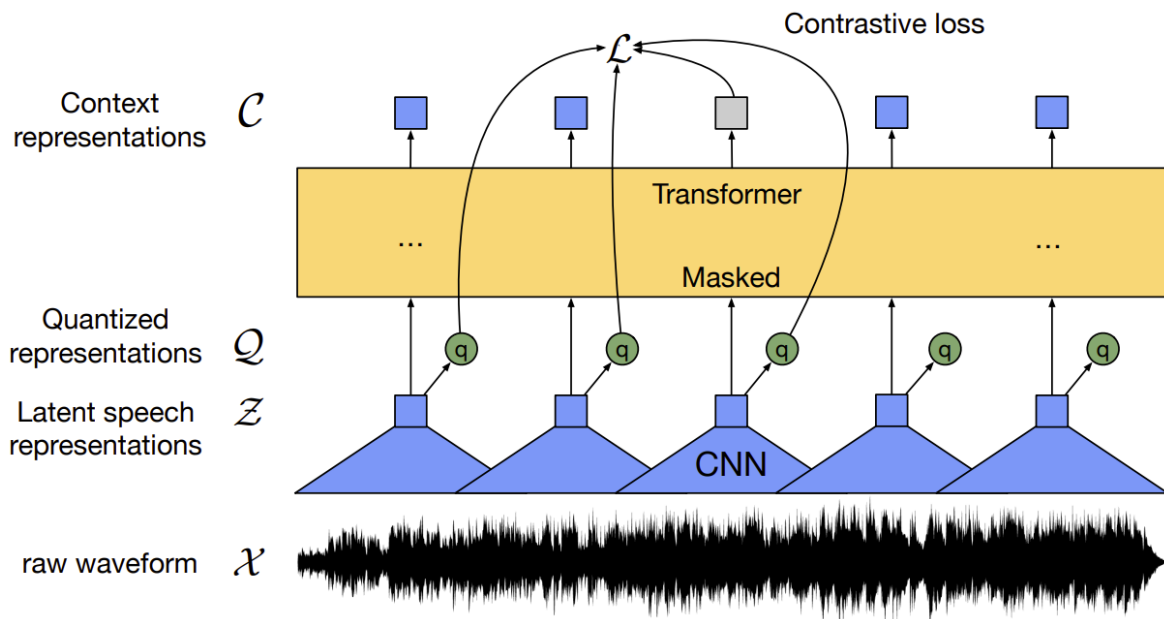 Contrastive loss
ℒ
Context
representations
𝒞
Transformer
...
...
Masked
Quantized
representations
𝒬
q
q
q
q
q
Latent speech
representations
𝒵
CNN
raw waveform
𝒳